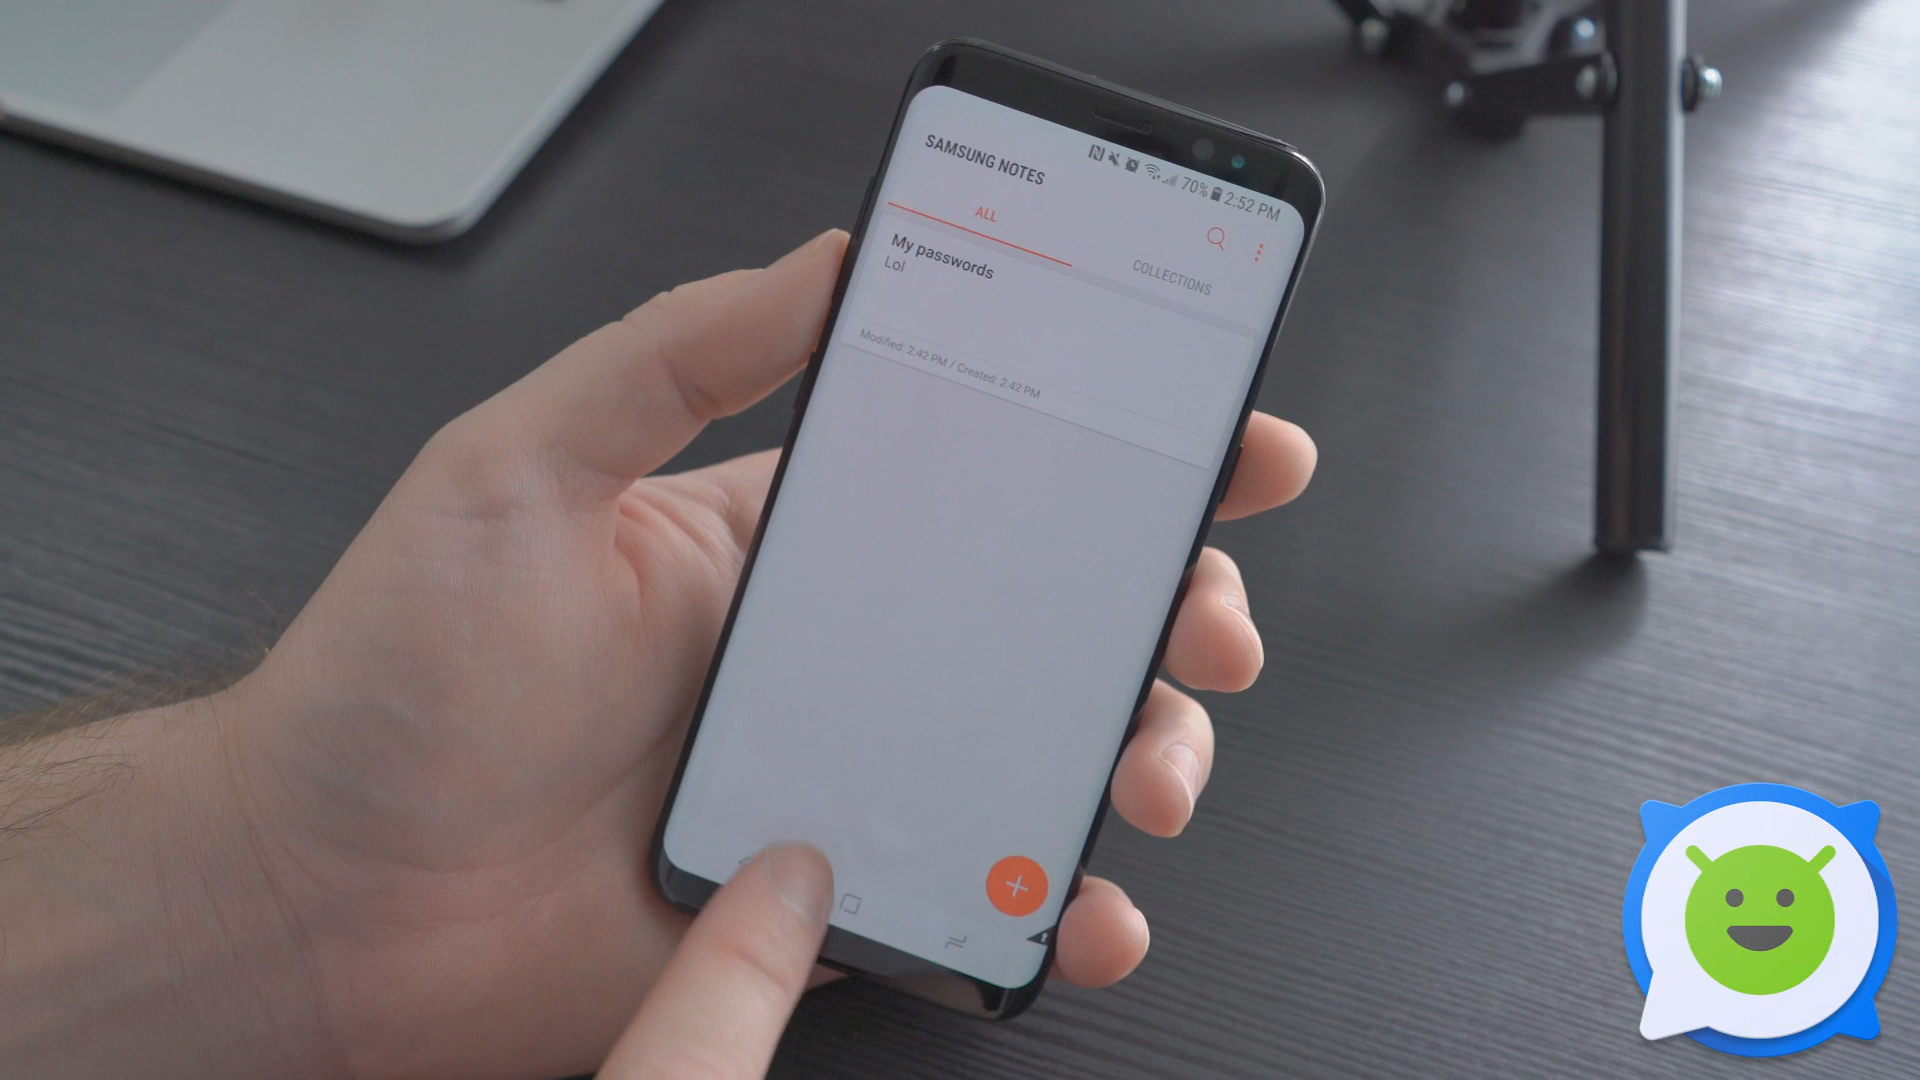 70% 2:52 PM
SAMSUNG NOTES
ALL
COLLECTIONS
My passwords
Lol
Modified: 2:42 PM / Created: 2:42 PM